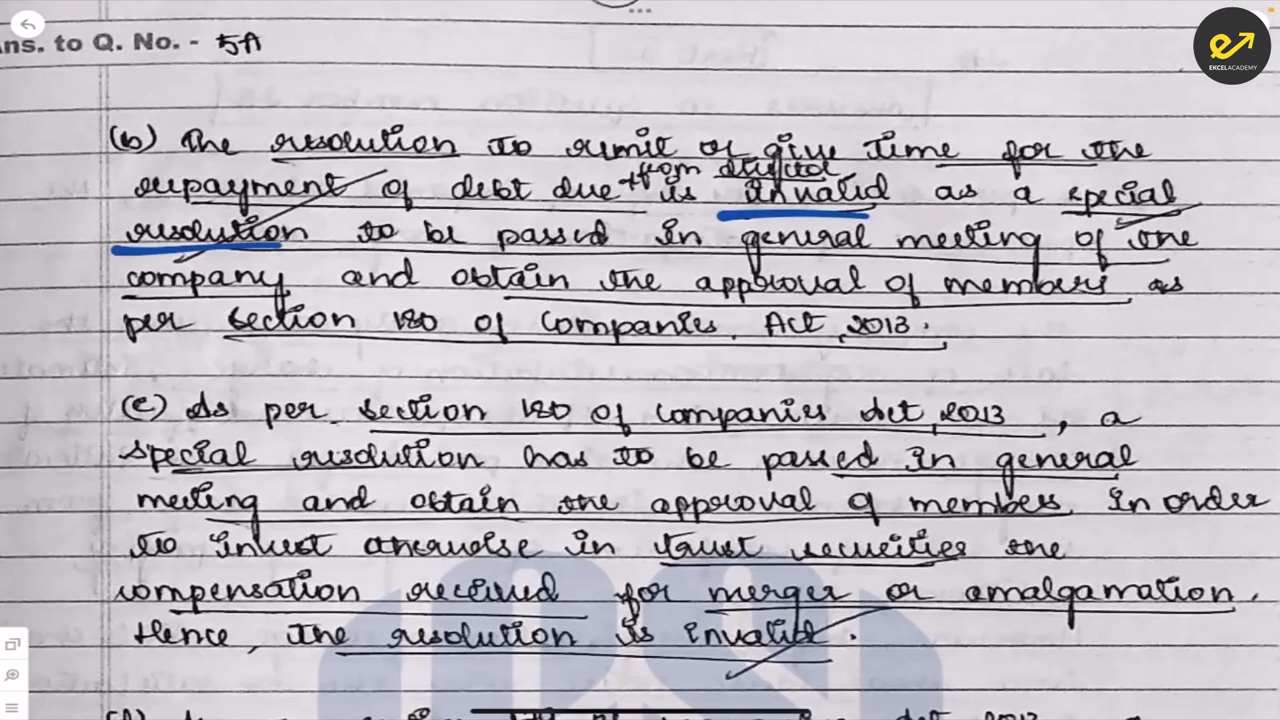 ns. to Q. No. - 5A
EKCELACADEMY
(b) The resolution to remit or give time for the
from director
repayment of debt due is invalid as a special
resolution to be passed in general meeting of the
company and obtain the approval of members as
per section 180 of Companies Act, 2013.
(c) As per section 180 of Companies Act, 2013, a
special resolution has to be passed in general
meeting and obtain the approval of members in order
to invest otherwise in trust securities the
compensation received for merger or amalgamation.
Hence, the resolution is invalid.